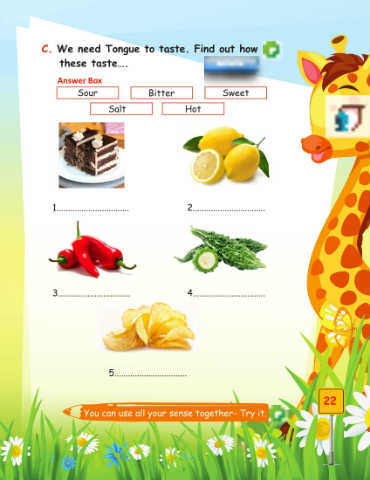 C. We need Tongue to taste. Find out how
these taste....
Answer Box
Sour Bitter Sweet
Salt Hot
1............................. 2.............................
3............................. 4.............................
5.............................
You can use all your sense together- Try it
22